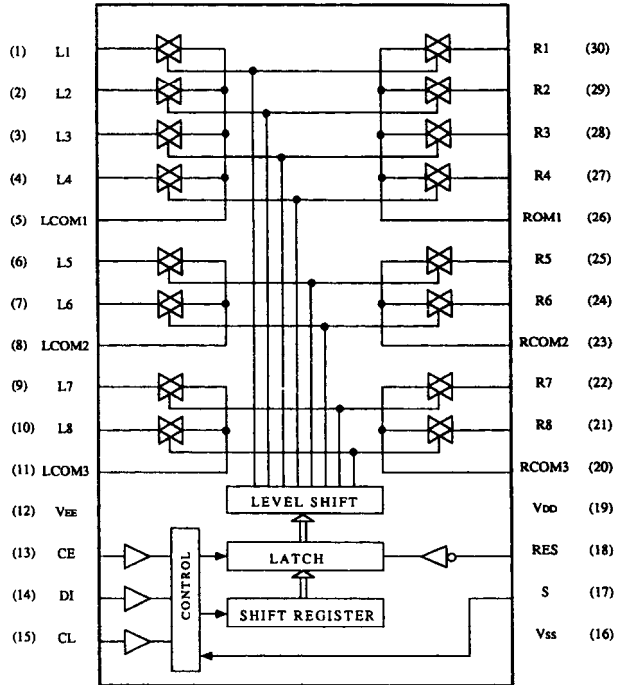 (1) L1 R1 (30)
(2) L2 R2 (29)
(3) L3 R3 (28)
(4) L4 R4 (27)
(5) LCOM1 ROM1 (26)
(6) L5 R5 (25)
(7) L6 R6 (24)
(8) LCOM2 RCOM2 (23)
(9) L7 R7 (22)
(10) L8 R8 (21)
(11) LCOM3 RCOM3 (20)
LEVEL SHIFT
(12) VEE VDD (19)
(13) CE LATCH RES (18)
CONTROL
(14) DI SHIFT REGISTER S (17)
(15) CL Vss (16)